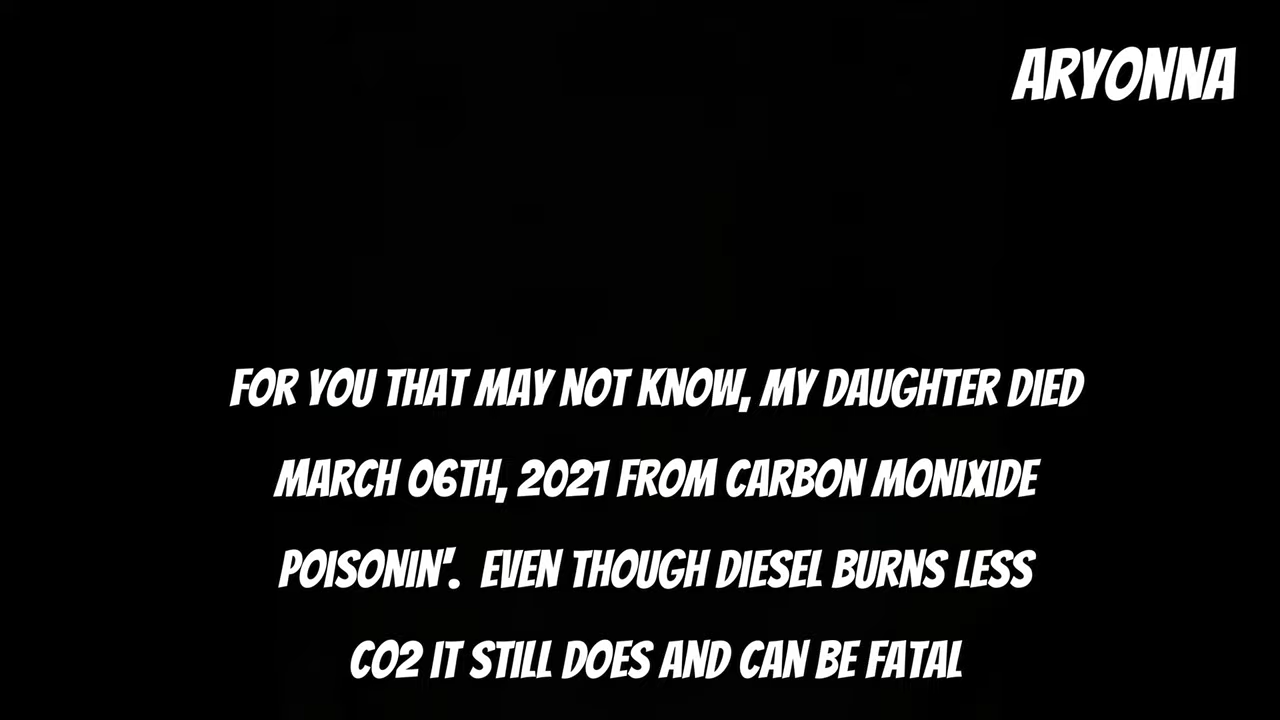 ARYONNA
FOR YOU THAT MAY NOT KNOW, MY DAUGHTER DIED
MARCH 06TH, 2021 FROM CARBON MONIXIDE
POISONIN'. EVEN THOUGH DIESEL BURNS LESS
CO2 IT STILL DOES AND CAN BE FATAL